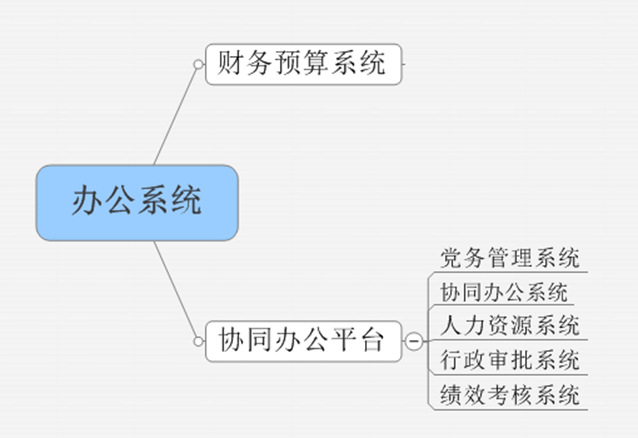 财务预算系统
办公系统
党务管理系统
协同办公系统
协同办公平台
人力资源系统
行政审批系统
绩效考核系统